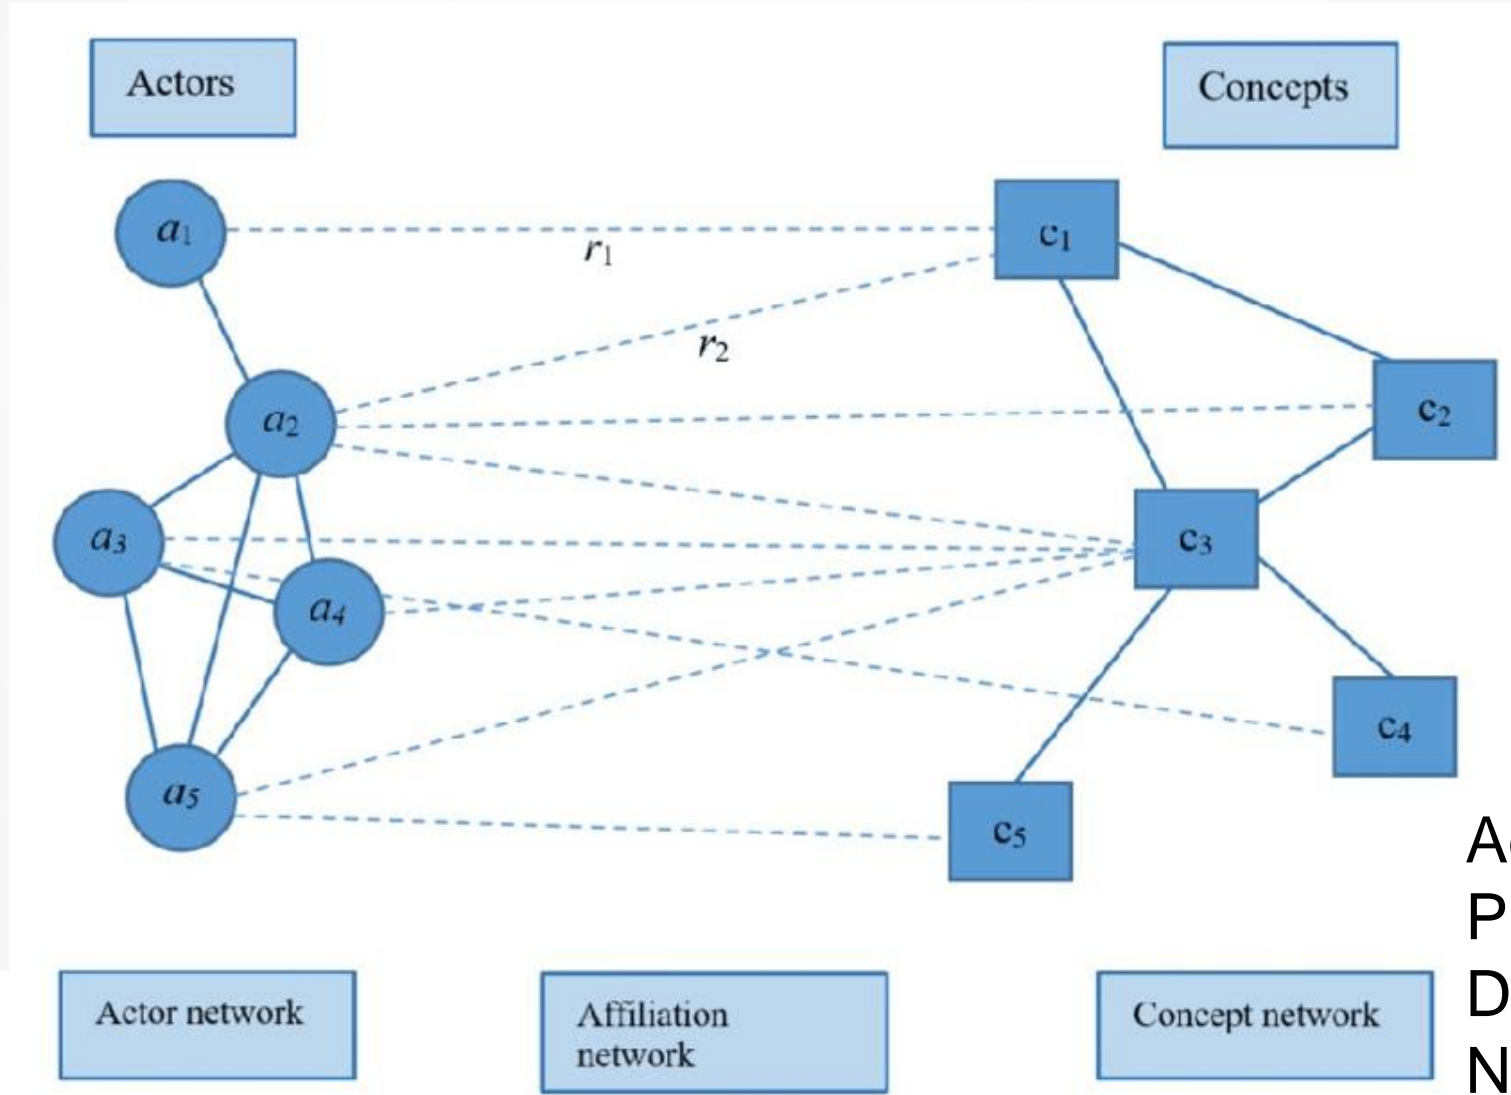 Actors
Concepts
a1
c1
r1
r2
a2
c2
a3
c3
a4
c4
a5
c5
Actor network
Affiliation
network
Concept network
P
D
N